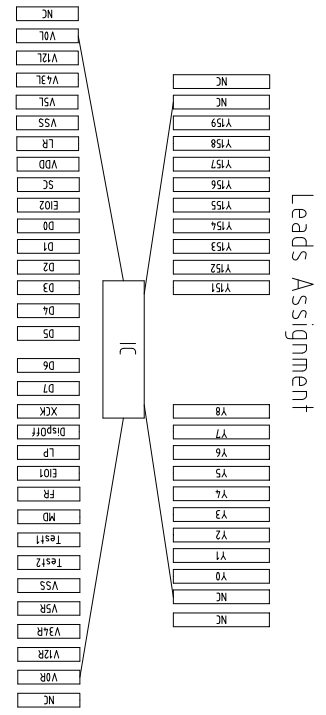 Leads Assignment
NC
V0L
V12L
V43L
V5L
VSS
LR
VDD
SC
EIO2
D0
D1
D2
D3
D4
D5
D6
D7
XCK
DispOff
LP
EIO1
FR
MD
Test1
Test2
VSS
V5R
V34R
V12R
V0R
NC
IC
NC
NC
Y159
Y158
Y157
Y156
Y155
Y154
Y153
Y152
Y151
Y8
Y7
Y6
Y5
Y4
Y3
Y2
Y1
Y0
NC
NC